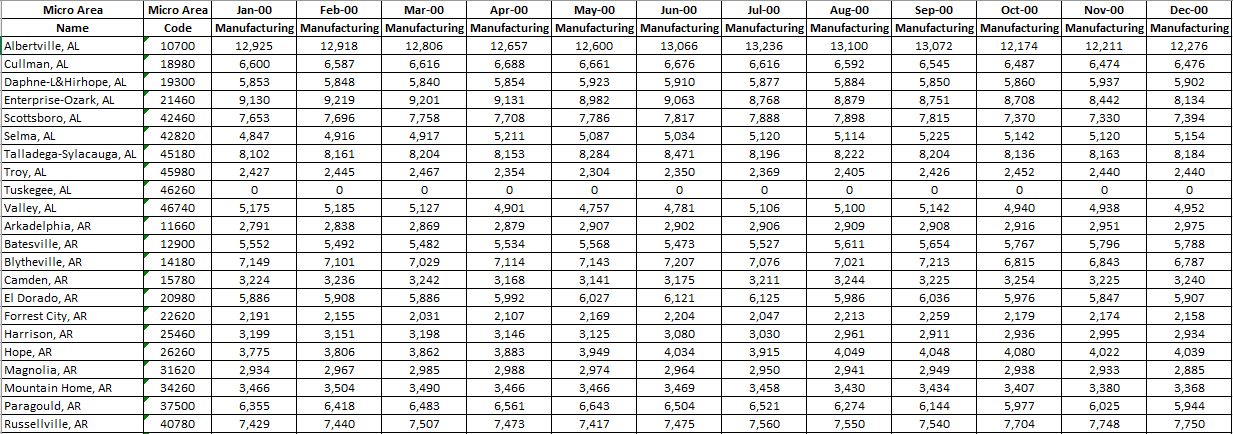 Micro Area Micro Area Jan-00 Feb-00 Mar-00 Apr-00 May-00 Jun-00 Jul-00 Aug-00 Sep-00 Oct-00 Nov-00 Dec-00
Name Code Manufacturing Manufacturing Manufacturing Manufacturing Manufacturing Manufacturing Manufacturing Manufacturing Manufacturing Manufacturing Manufacturing Manufacturing
Albertville, AL 10700 12,925 12,918 12,806 12,657 12,600 13,066 13,236 13,100 13,072 12,174 12,211 12,276
Cullman, AL 18980 6,600 6,587 6,616 6,688 6,661 6,676 6,616 6,592 6,545 6,487 6,474 6,476
Daphne-L&Hirhope, AL 19300 5,853 5,848 5,840 5,854 5,923 5,910 5,877 5,884 5,850 5,860 5,937 5,902
Enterprise-Ozark, AL 21460 9,130 9,219 9,201 9,131 8,982 9,063 8,768 8,879 8,751 8,708 8,442 8,134
Scottsboro, AL 42460 7,653 7,696 7,758 7,708 7,786 7,817 7,888 7,898 7,815 7,370 7,330 7,394
Selma, AL 42820 4,847 4,916 4,917 5,211 5,087 5,034 5,120 5,114 5,225 5,142 5,120 5,154
Talladega-Sylacauga, AL 45180 8,102 8,161 8,204 8,153 8,284 8,471 8,196 8,222 8,204 8,136 8,163 8,184
Troy, AL 45980 2,427 2,445 2,467 2,354 2,304 2,350 2,369 2,405 2,426 2,452 2,440 2,440
Tuskegee, AL 46260 0 0 0 0 0 0 0 0 0 0 0 0
Valley, AL 46740 5,175 5,185 5,127 4,901 4,757 4,781 5,106 5,100 5,142 4,940 4,938 4,952
Arkadelphia, AR 11660 2,791 2,838 2,869 2,879 2,907 2,902 2,906 2,909 2,908 2,916 2,951 2,975
Batesville, AR 12900 5,552 5,492 5,482 5,534 5,568 5,473 5,527 5,611 5,654 5,767 5,796 5,788
Blytheville, AR 14180 7,149 7,101 7,029 7,114 7,143 7,207 7,076 7,021 7,213 6,815 6,843 6,787
Camden, AR 15780 3,224 3,236 3,242 3,168 3,141 3,175 3,211 3,244 3,225 3,254 3,225 3,240
El Dorado, AR 20980 5,886 5,908 5,886 5,992 6,027 6,121 6,125 5,986 6,036 5,976 5,847 5,907
Forrest City, AR 22620 2,191 2,155 2,031 2,107 2,169 2,204 2,047 2,213 2,259 2,179 2,174 2,158
Harrison, AR 25460 3,199 3,151 3,198 3,146 3,125 3,080 3,030 2,961 2,911 2,936 2,995 2,934
Hope, AR 26260 3,775 3,806 3,862 3,883 3,949 4,034 3,915 4,049 4,048 4,080 4,022 4,039
Magnolia, AR 31620 2,934 2,967 2,985 2,988 2,974 2,964 2,950 2,941 2,949 2,938 2,933 2,885
Mountain Home, AR 34260 3,466 3,504 3,490 3,466 3,466 3,469 3,458 3,430 3,434 3,407 3,380 3,368
Paragould, AR 37500 6,355 6,418 6,483 6,561 6,643 6,504 6,521 6,274 6,144 5,977 6,025 5,944
Russellville, AR 40780 7,429 7,440 7,507 7,473 7,417 7,475 7,560 7,550 7,540 7,704 7,748 7,750